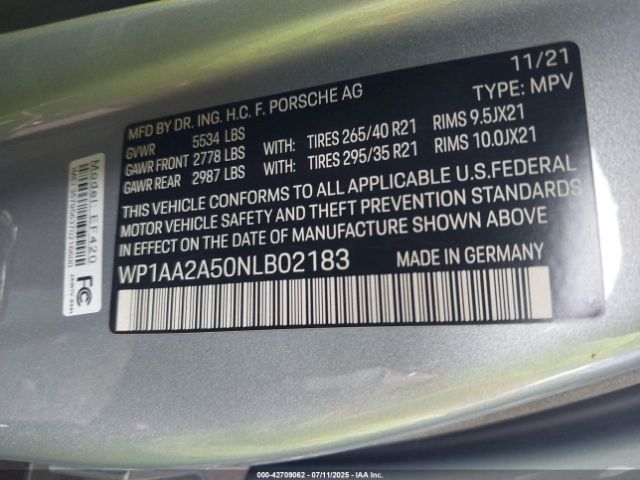 11/21
MFD BY DR. ING. H.C. F. PORSCHE AG TYPE: MPV
GVWR 5534 LBS
GAWR FRONT 2778 LBS WITH: TIRES 265/40 R21 RIMS 9.5JX21
GAWR REAR 2987 LBS WITH: TIRES 295/35 R21 RIMS 10.0JX21
THIS VEHICLE CONFORMS TO ALL APPLICABLE U.S.FEDERAL
MOTOR VEHICLE SAFETY AND THEFT PREVENTION STANDARDS
IN EFFECT ON THE DATE OF MANUFACTURE SHOWN ABOVE.
WP1AA2A50NLB02183 MADE IN GERMANY
Model: EF420
FC
000-42709062 - 07/11/2025 - IAA Inc.